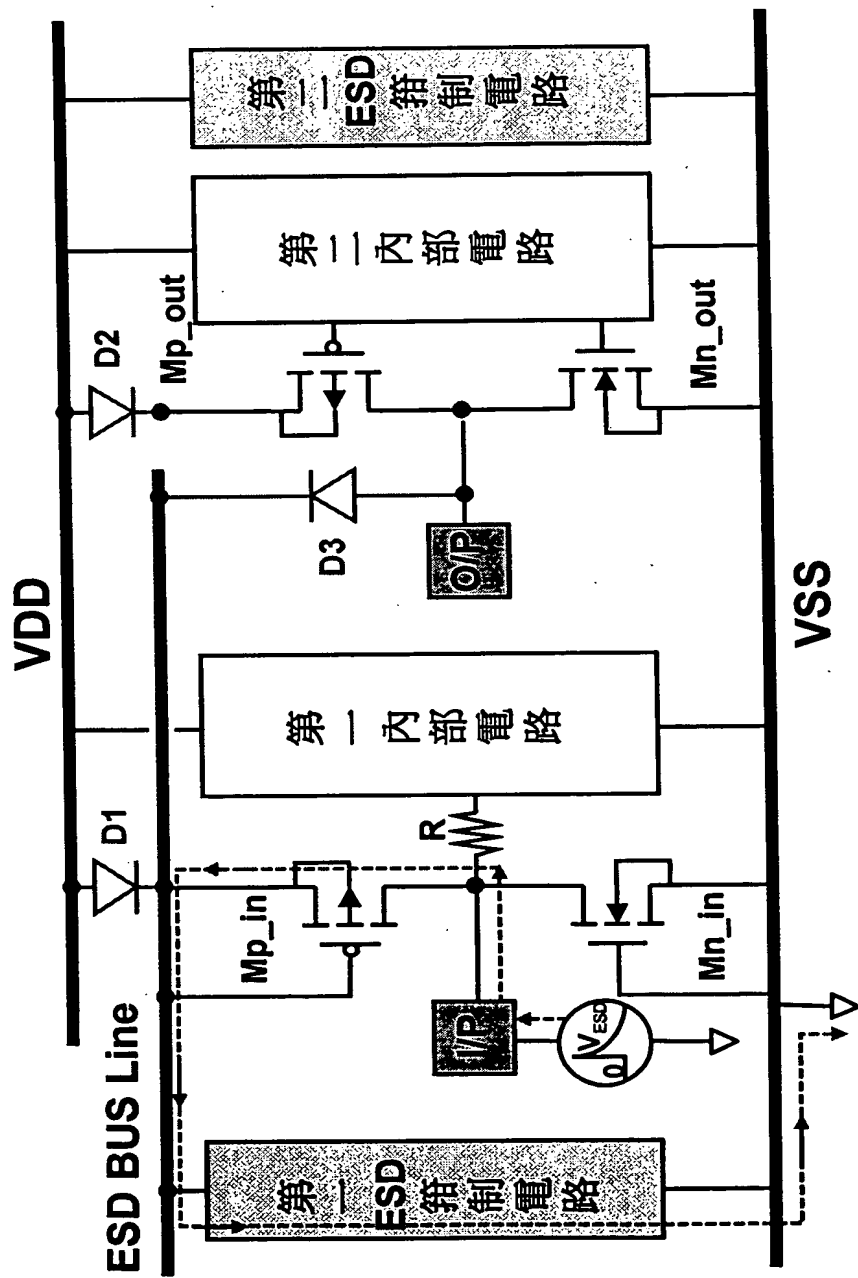 VDD
ESD BUS Line
D1
D2
Mp_in
Mp_out
R
D3
I/P
O/P
第一ESD箝制電路
第一內部電路
第二內部電路
第二ESD箝制電路
VESD
0
Mn_in
Mn_out
VSS